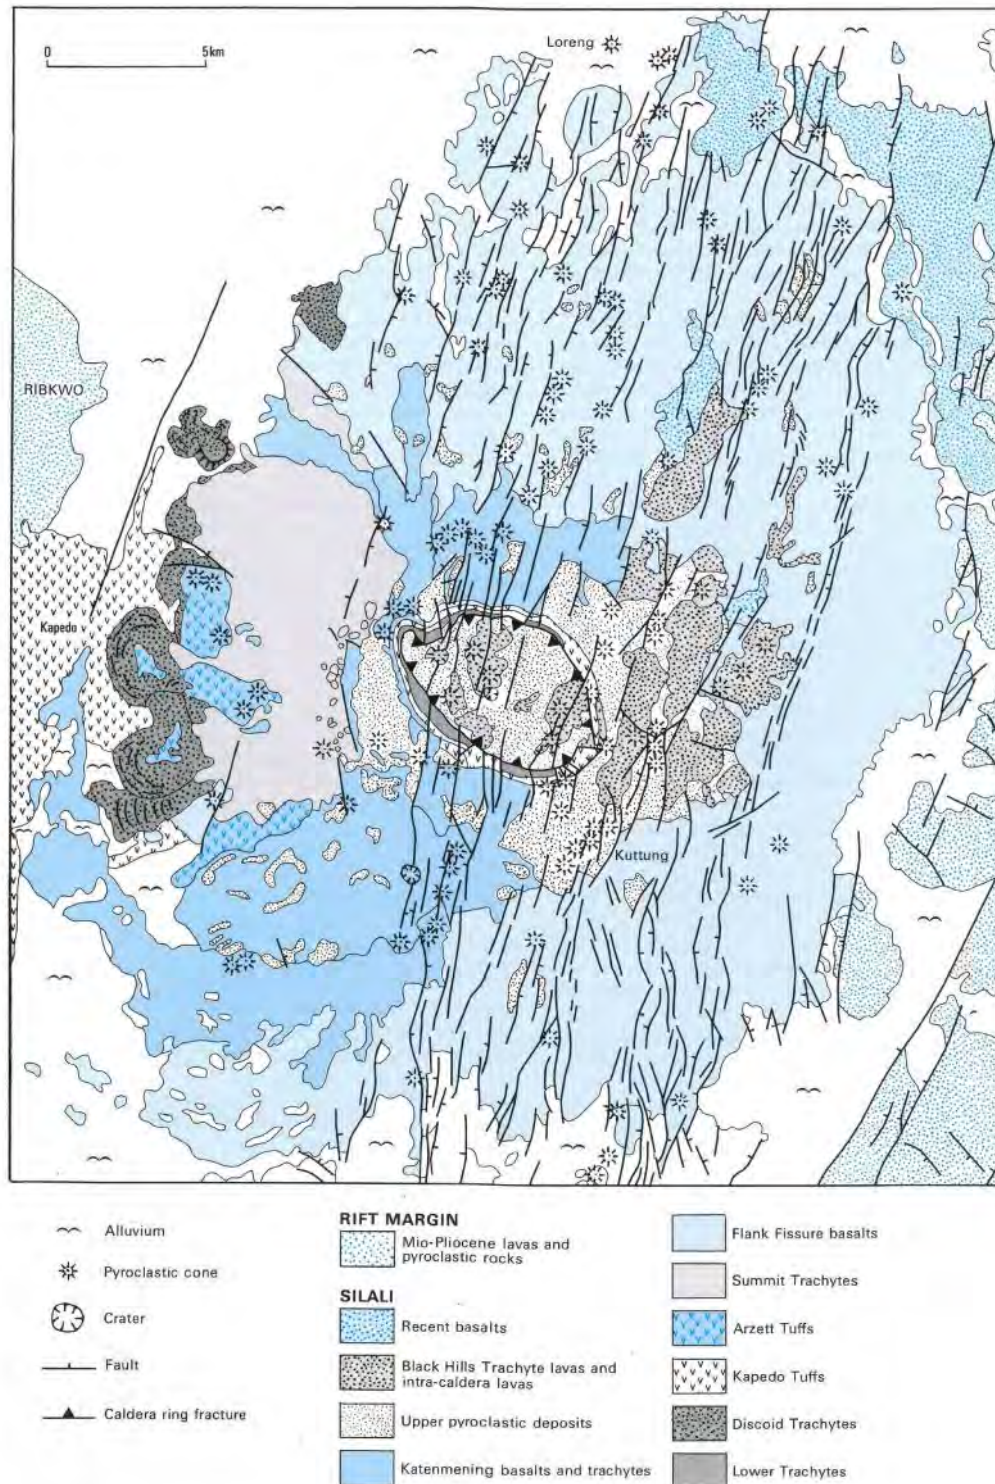 0
5km
Loreng
RIBKWO
Kapedo
Kuttung
Alluvium
Pyroclastic cone
Crater
Fault
Caldera ring fracture
RIFT MARGIN
Mio-Pliocene lavas and
pyroclastic rocks
SILALI
Recent basalts
Black Hills Trachyte lavas and
intra-caldera lavas
Upper pyroclastic deposits
Katenmening basalts and trachytes
Flank Fissure basalts
Summit Trachytes
Arzett Tuffs
Kapedo Tuffs
Discoid Trachytes
Lower Trachytes